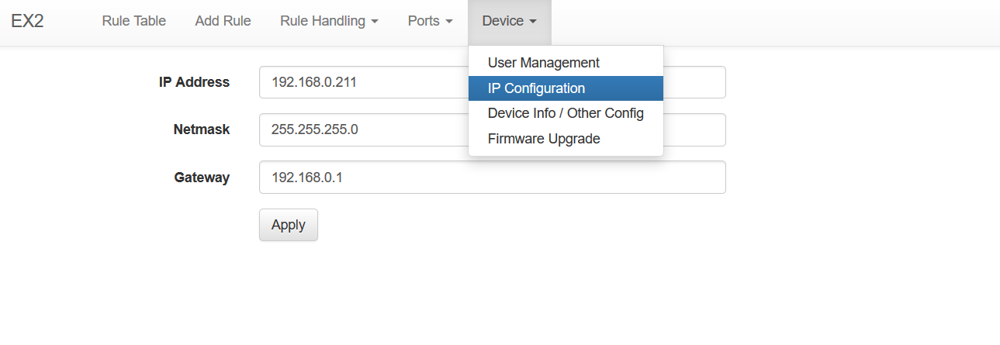 EX2 Rule Table Add Rule Rule Handling Ports Device
User Management
IP Address 192.168.0.211
IP Configuration
Device Info / Other Config
Netmask 255.255.255.0
Firmware Upgrade
Gateway 192.168.0.1
Apply